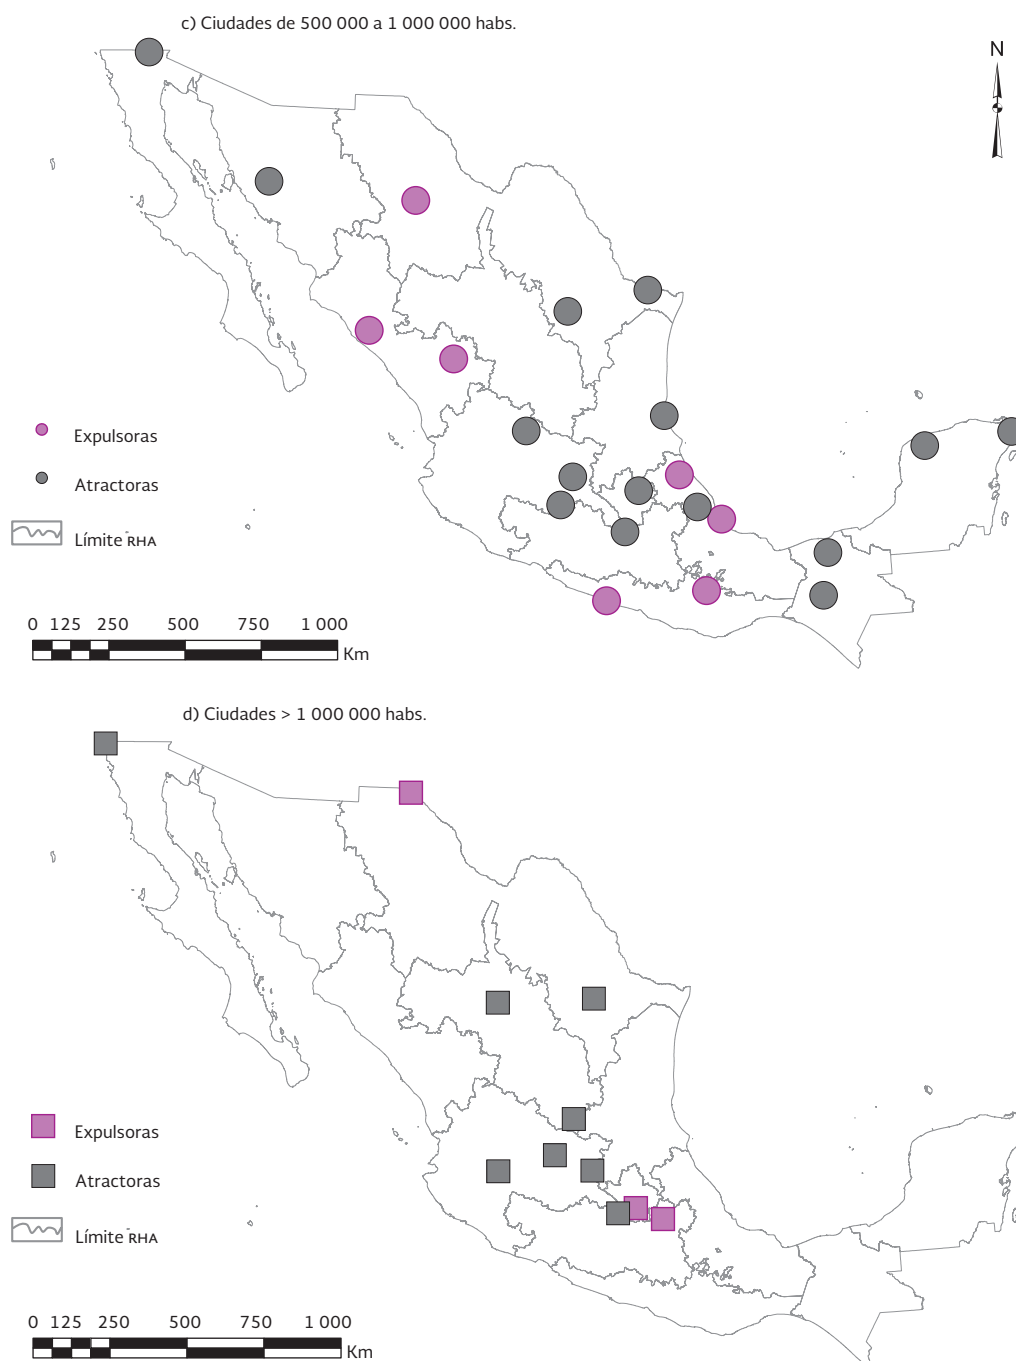 c) Ciudades de 500 000 a 1 000 000 habs.
N
Expulsoras
Atractoras
Límite RHA
0 125 250 500 750 1 000
Km
d) Ciudades > 1 000 000 habs.
Expulsoras
Atractoras
Límite RHA
0 125 250 500 750 1 000
Km